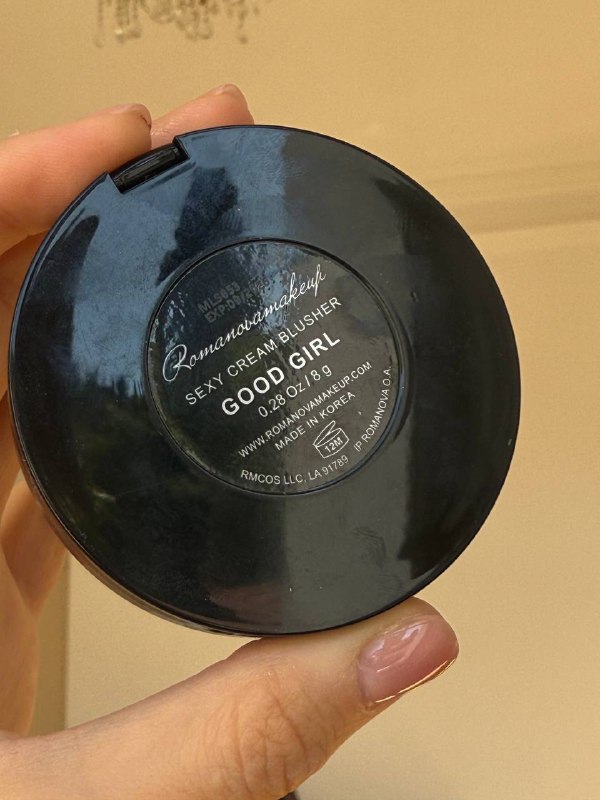 Romanovamakeup
SEXY CREAM BLUSHER
GOOD GIRL
0.28 OZ / 8 g
WWW.ROMANOVAMAKEUP.COM
MADE IN KOREA
12M
RMCOS LLC, LA 91789 IP ROMANOVA O.A.